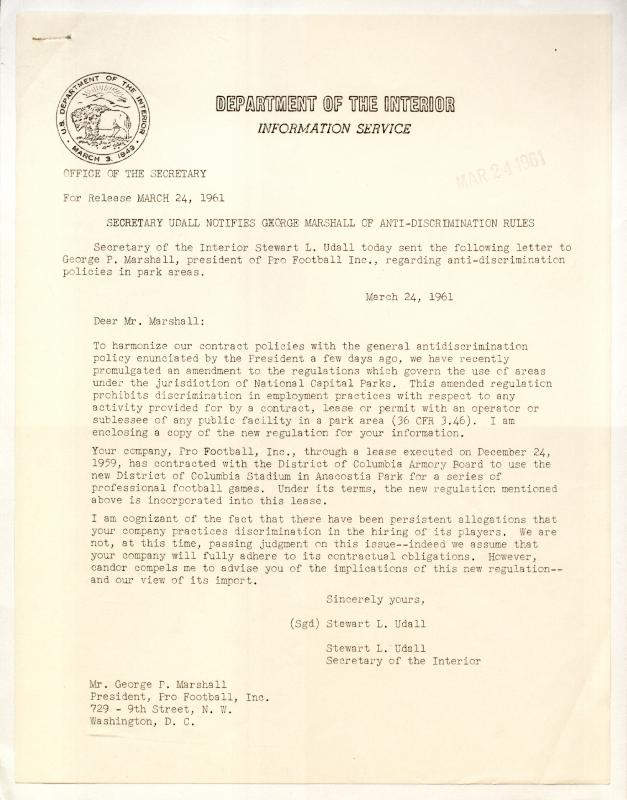 U.S. DEPARTMENT OF THE INTERIOR
MARCH 3, 1849
DEPARTMENT OF THE INTERIOR
INFORMATION SERVICE
MAR 24 1961
OFFICE OF THE SECRETARY
For Release MARCH 24, 1961
SECRETARY UDALL NOTIFIES GEORGE MARSHALL OF ANTI-DISCRIMINATION RULES
Secretary of the Interior Stewart L. Udall today sent the following letter to
George P. Marshall, president of Pro Football Inc., regarding anti-discrimination
policies in park areas.
March 24, 1961
Dear Mr. Marshall:
To harmonize our contract policies with the general antidiscrimination
policy enunciated by the President a few days ago, we have recently
promulgated an amendment to the regulations which govern the use of areas
under the jurisdiction of National Capital Parks. This amended regulation
prohibits discrimination in employment practices with respect to any
activity provided for by a contract, lease or permit with an operator or
sublessee of any public facility in a park area (36 CFR 3.46). I am
enclosing a copy of the new regulation for your information.
Your company, Pro Football, Inc., through a lease executed on December 24,
1959, has contracted with the District of Columbia Armory Board to use the
new District of Columbia Stadium in Anacostia Park for a series of
professional football games. Under its terms, the new regulation mentioned
above is incorporated into this lease.
I am cognizant of the fact that there have been persistent allegations that
your company practices discrimination in the hiring of its players. We are
not, at this time, passing judgment on this issue--indeed we assume that
your company will fully adhere to its contractual obligations. However,
candor compels me to advise you of the implications of this new regulation--
and our view of its import.
Sincerely yours,
(Sgd) Stewart L. Udall
Stewart L. Udall
Secretary of the Interior
Mr. George P. Marshall
President, Pro Football, Inc.
729 - 9th Street, N. W.
Washington, D. C.